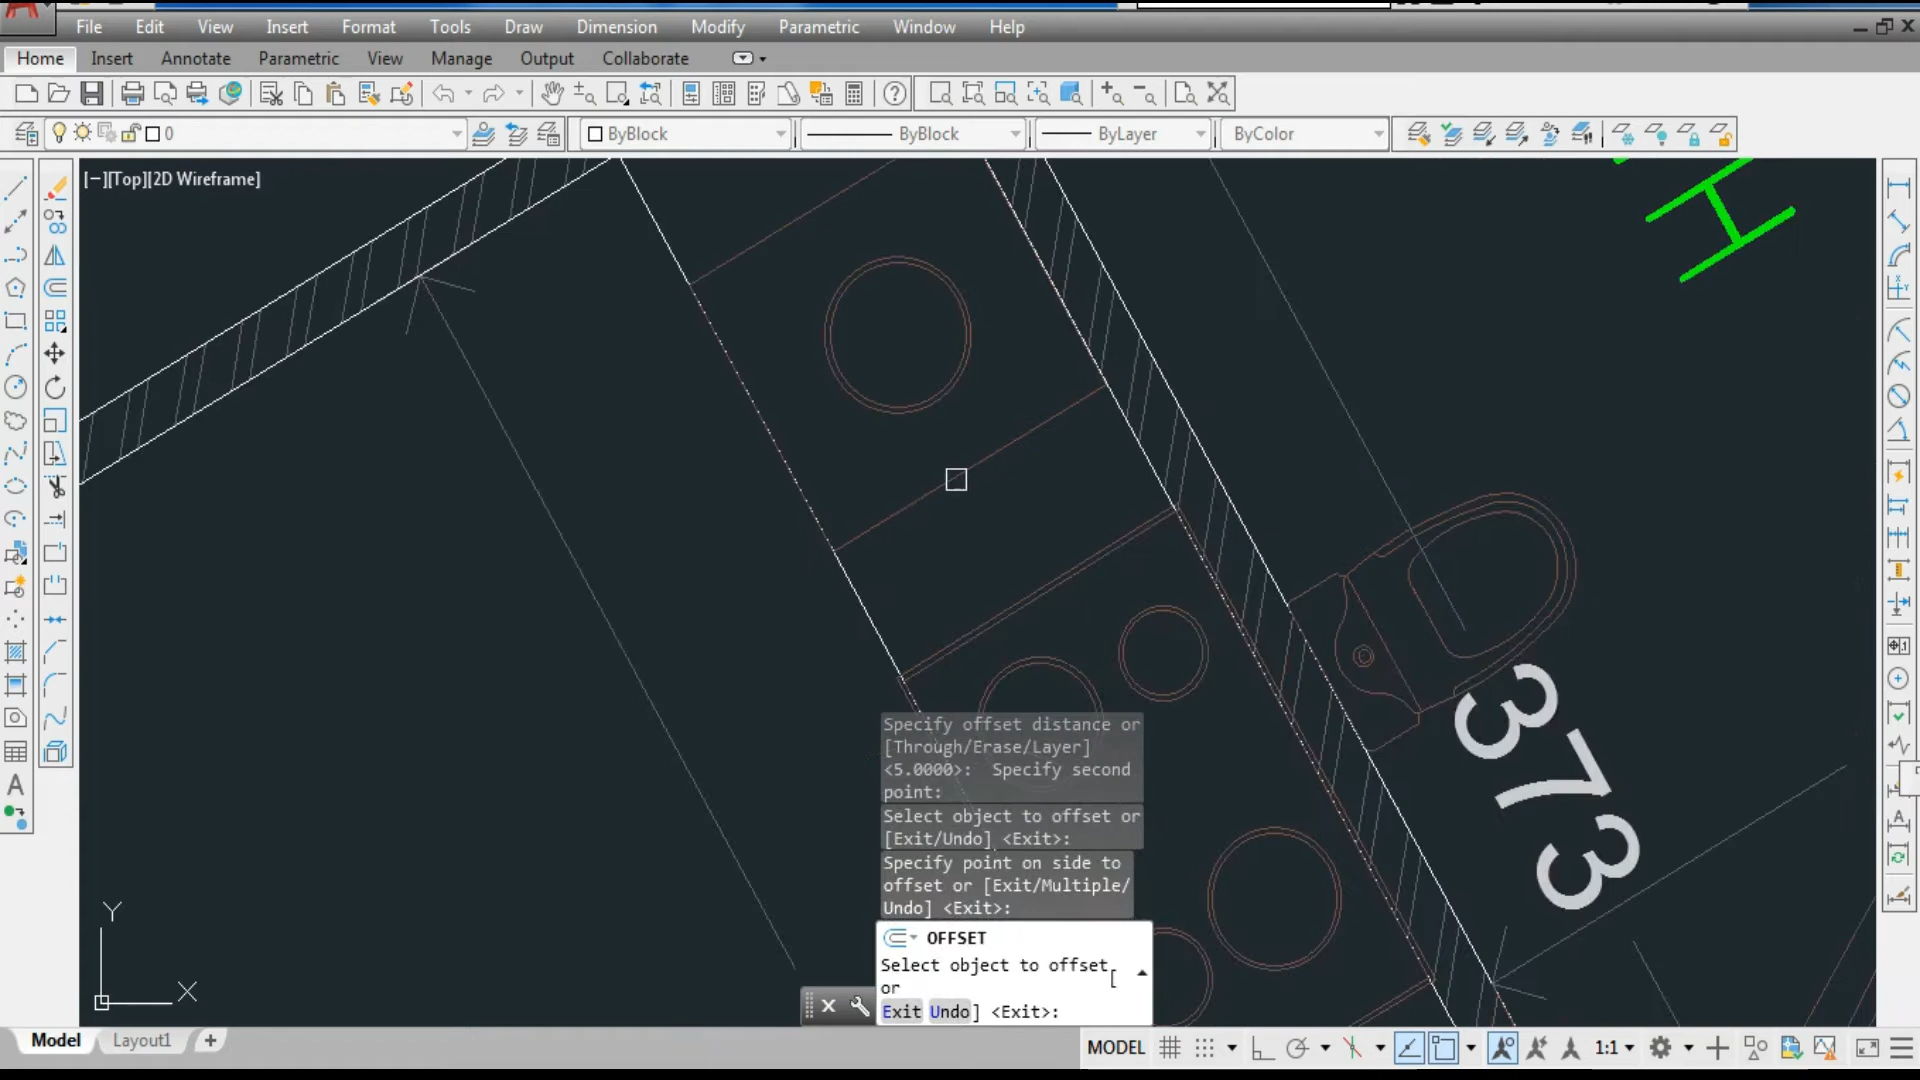 File Edit View Insert Format Tools Draw Dimension Modify Parametric Window Help
Home Insert Annotate Parametric View Manage Output Collaborate
0 ByBlock ByBlock ByLayer ByColor
[−][Top][2D Wireframe]
H
373
Specify offset distance or
[Through/Erase/Layer]
<5.0000>: Specify second
point:
Select object to offset or
[Exit/Undo] <Exit>:
Specify point on side to
offset or [Exit/Multiple/
Undo] <Exit>:
OFFSET
Select object to offset
or [
Exit Undo] <Exit>:
Y
X
Model Layout1 +
MODEL 1:1